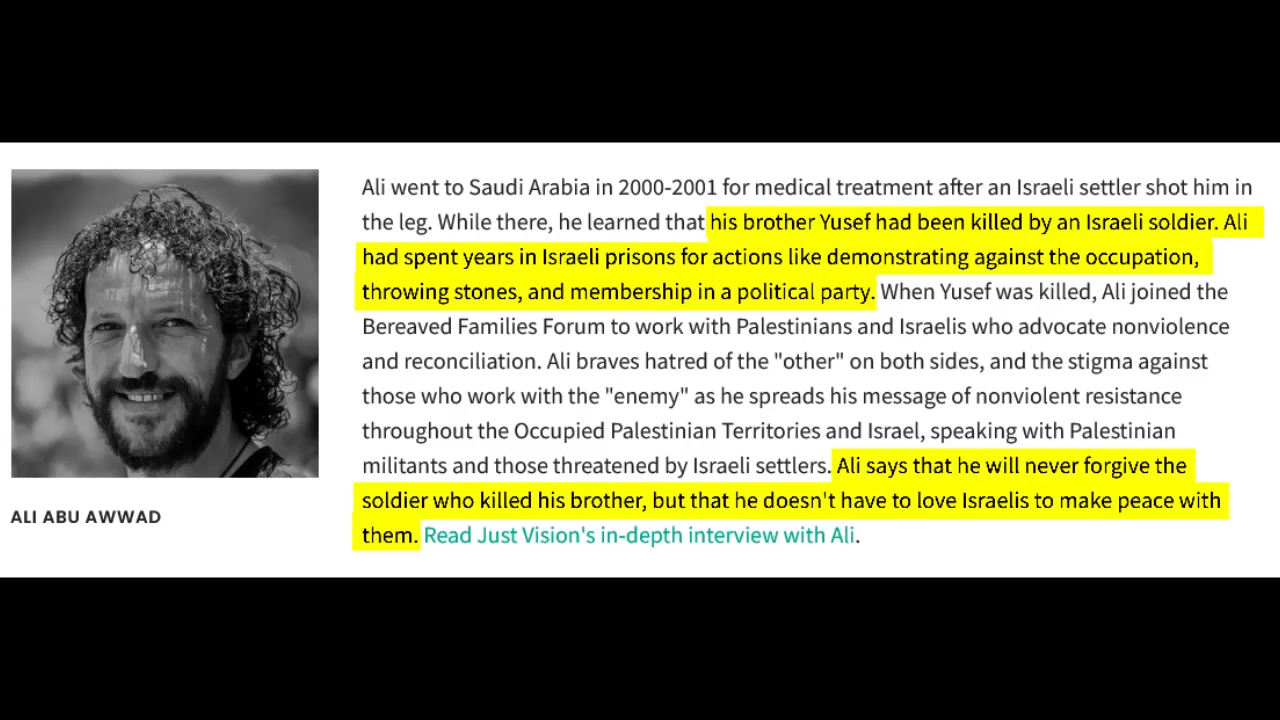 Ali went to Saudi Arabia in 2000-2001 for medical treatment after an Israeli settler shot him in
the leg. While there, he learned that his brother Yusef had been killed by an Israeli soldier. Ali
had spent years in Israeli prisons for actions like demonstrating against the occupation,
throwing stones, and membership in a political party. When Yusef was killed, Ali joined the
Bereaved Families Forum to work with Palestinians and Israelis who advocate nonviolence
and reconciliation. Ali braves hatred of the "other" on both sides, and the stigma against
those who work with the "enemy" as he spreads his message of nonviolent resistance
throughout the Occupied Palestinian Territories and Israel, speaking with Palestinian
militants and those threatened by Israeli settlers. Ali says that he will never forgive the
soldier who killed his brother, but that he doesn't have to love Israelis to make peace with
them. Read Just Vision's in-depth interview with Ali.
ALI ABU AWWAD